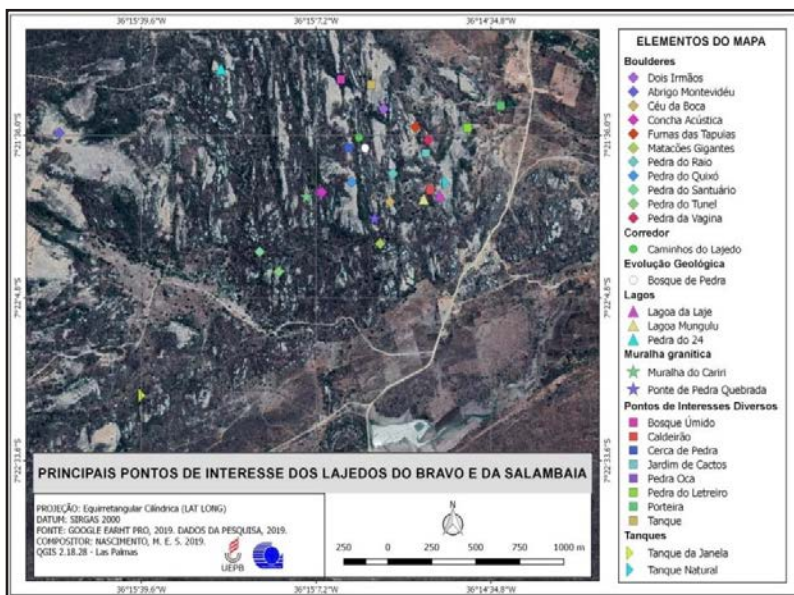 36°15'39,6"W
36°15'7,2"W
36°14'34,8"W
7°21'36,0"S
7°21'36,0"S
7°22'4,8"S
7°22'4,8"S
7°22'33,6"S
7°22'33,6"S
PRINCIPAIS PONTOS DE INTERESSE DOS LAJEDOS DO BRAVO E DA SALAMBAIA
PROJEÇÃO: Equirretangular Cilíndrica (LAT LONG)
DATUM: SIRGAS 2000
FONTE: GOOGLE EARHT PRO, 2019. DADOS DA PESQUISA, 2019.
COMPOSITOR: NASCIMENTO, M. E. S. 2019.
QGIS 2.18.28 - Las Palmas
UEPB
N
250 0 250 500 750 1000 m
36°15'39,6"W
36°15'7,2"W
36°14'34,8"W
ELEMENTOS DO MAPA
Boulderes
Dois Irmãos
Abrigo Montevidéu
Céu da Boca
Concha Acústica
Furnas das Tapuias
Matacões Gigantes
Pedra do Raio
Pedra do Quixó
Pedra do Santuário
Pedra do Tunel
Pedra da Vagina
Corredor
Caminhos do Lajedo
Evolução Geológica
Bosque de Pedra
Lagos
Lagoa da Laje
Lagoa Mungulu
Pedra do 24
Muralha granítica
Muralha do Cariri
Ponte de Pedra Quebrada
Pontos de Interesses Diversos
Bosque Úmido
Caldeirão
Cerca de Pedra
Jardim de Cactos
Pedra Oca
Pedra do Letreiro
Porteira
Tanque
Tanques
Tanque da Janela
Tanque Natural